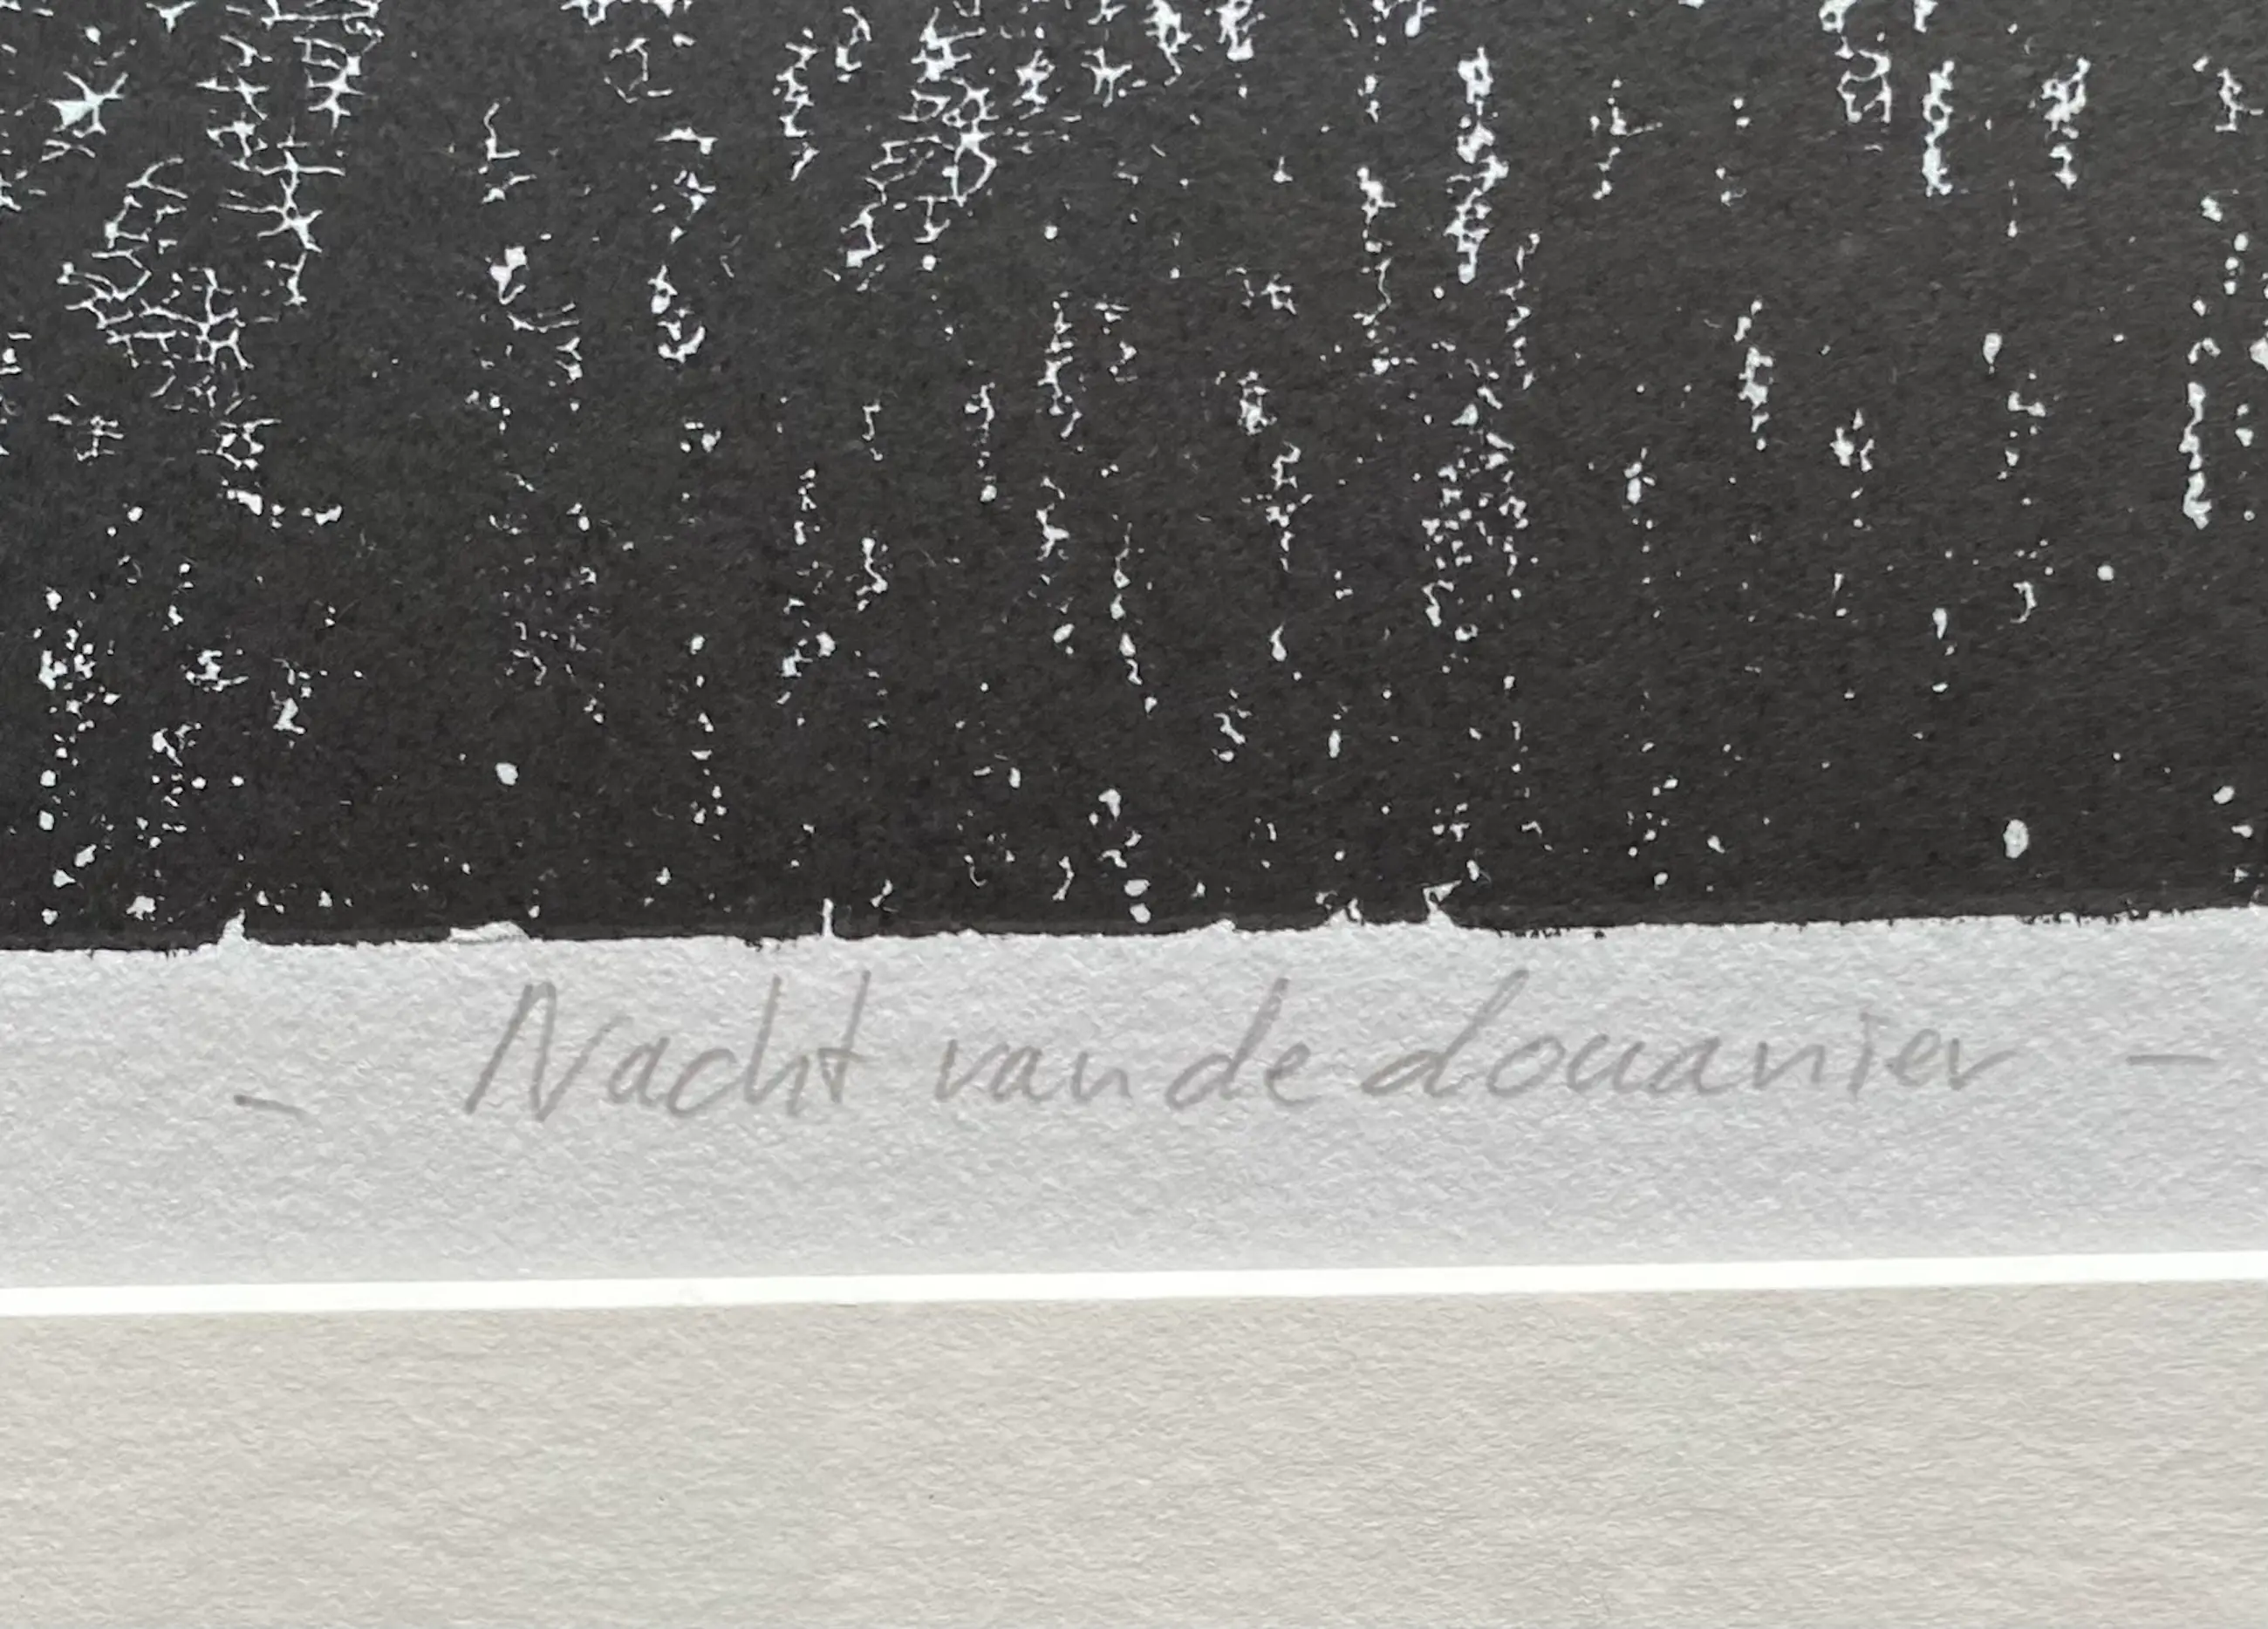 - Nacht van de douanier -